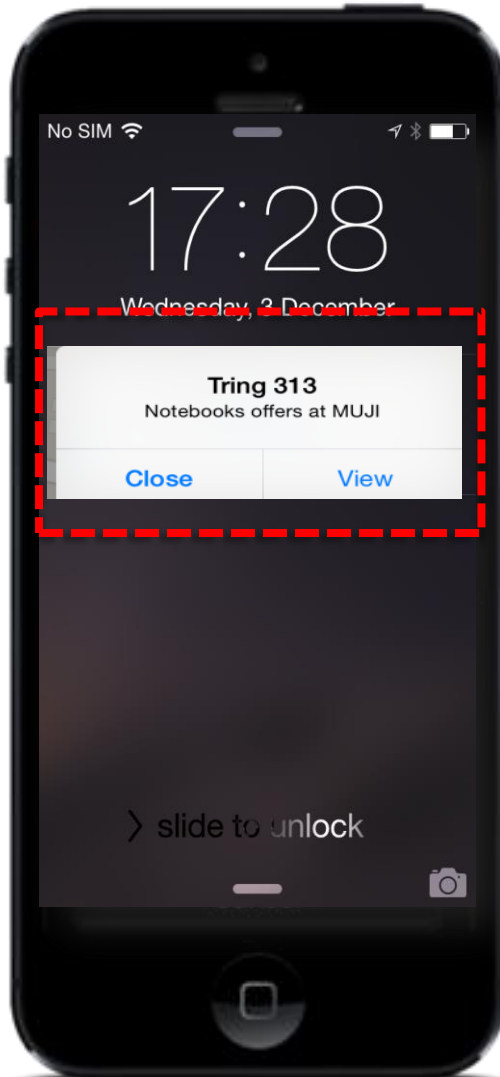 No SIM
17:28
Wednesday, 3 December
Tring 313
Notebooks offers at MUJI
Close View
slide to unlock